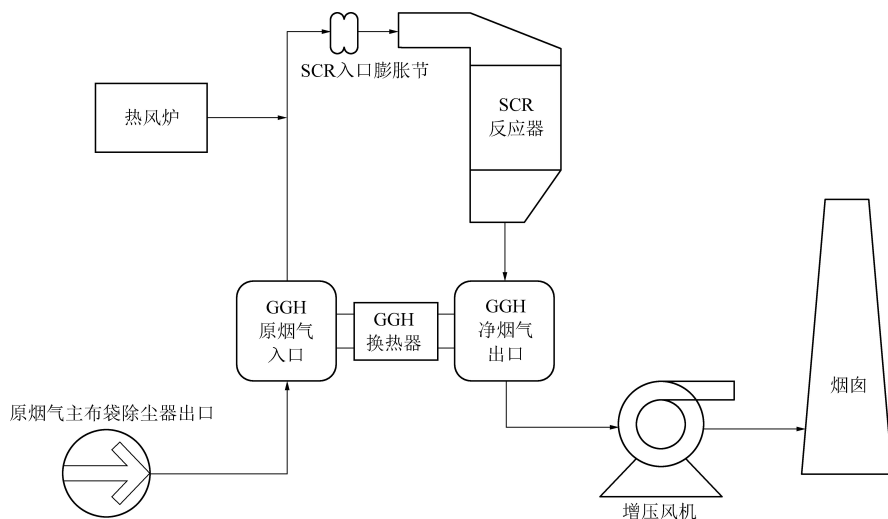 SCR入口膨胀节
热风炉
SCR
反应器
GGH
原烟气
入口
GGH
换热器
GGH
净烟气
出口
原烟气主布袋除尘器出口
烟囱
增压风机